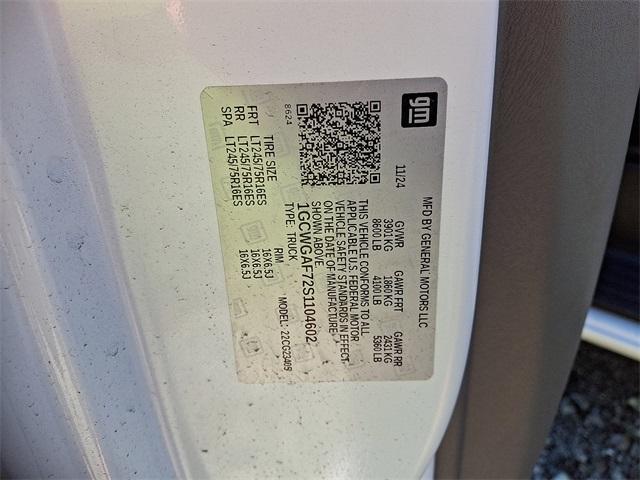 gm
MFD BY GENERAL MOTORS LLC
11/24 GVWR GAWR FRT GAWR RR
3901 KG 1860 KG 2431 KG
8600 LB 4100 LB 5360 LB
THIS VEHICLE CONFORMS TO ALL
APPLICABLE U.S. FEDERAL MOTOR
VEHICLE SAFETY STANDARDS IN EFFECT
ON THE DATE OF MANUFACTURE
SHOWN ABOVE.
1GCWGAF72S1104602
TYPE: TRUCK MODEL: 22CG23405
8624
TIRE SIZE RIM
FRT LT245/75R16ES 16X6.5J
RR LT245/75R16ES 16X6.5J
SPA LT245/75R16ES